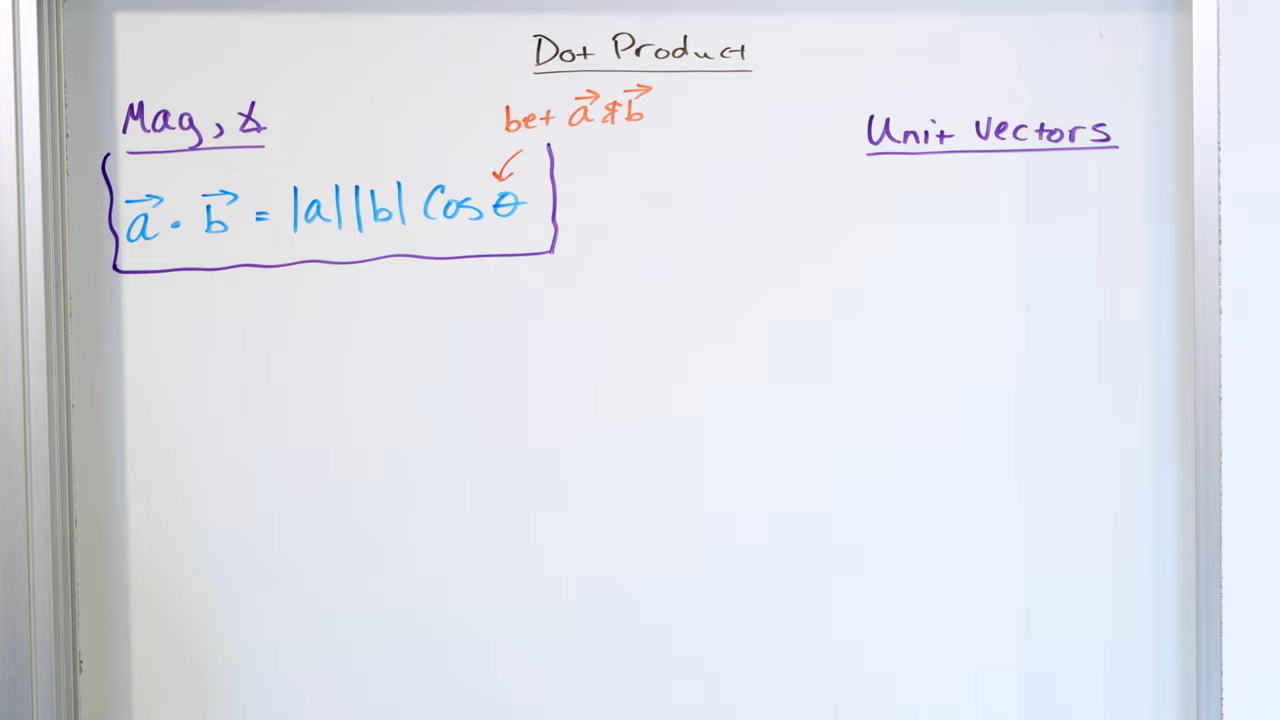 Dot Product
Mag, ∡
bet a⃗ & b⃗
Unit Vectors
a⃗ · b⃗ = |a||b| Cos θ